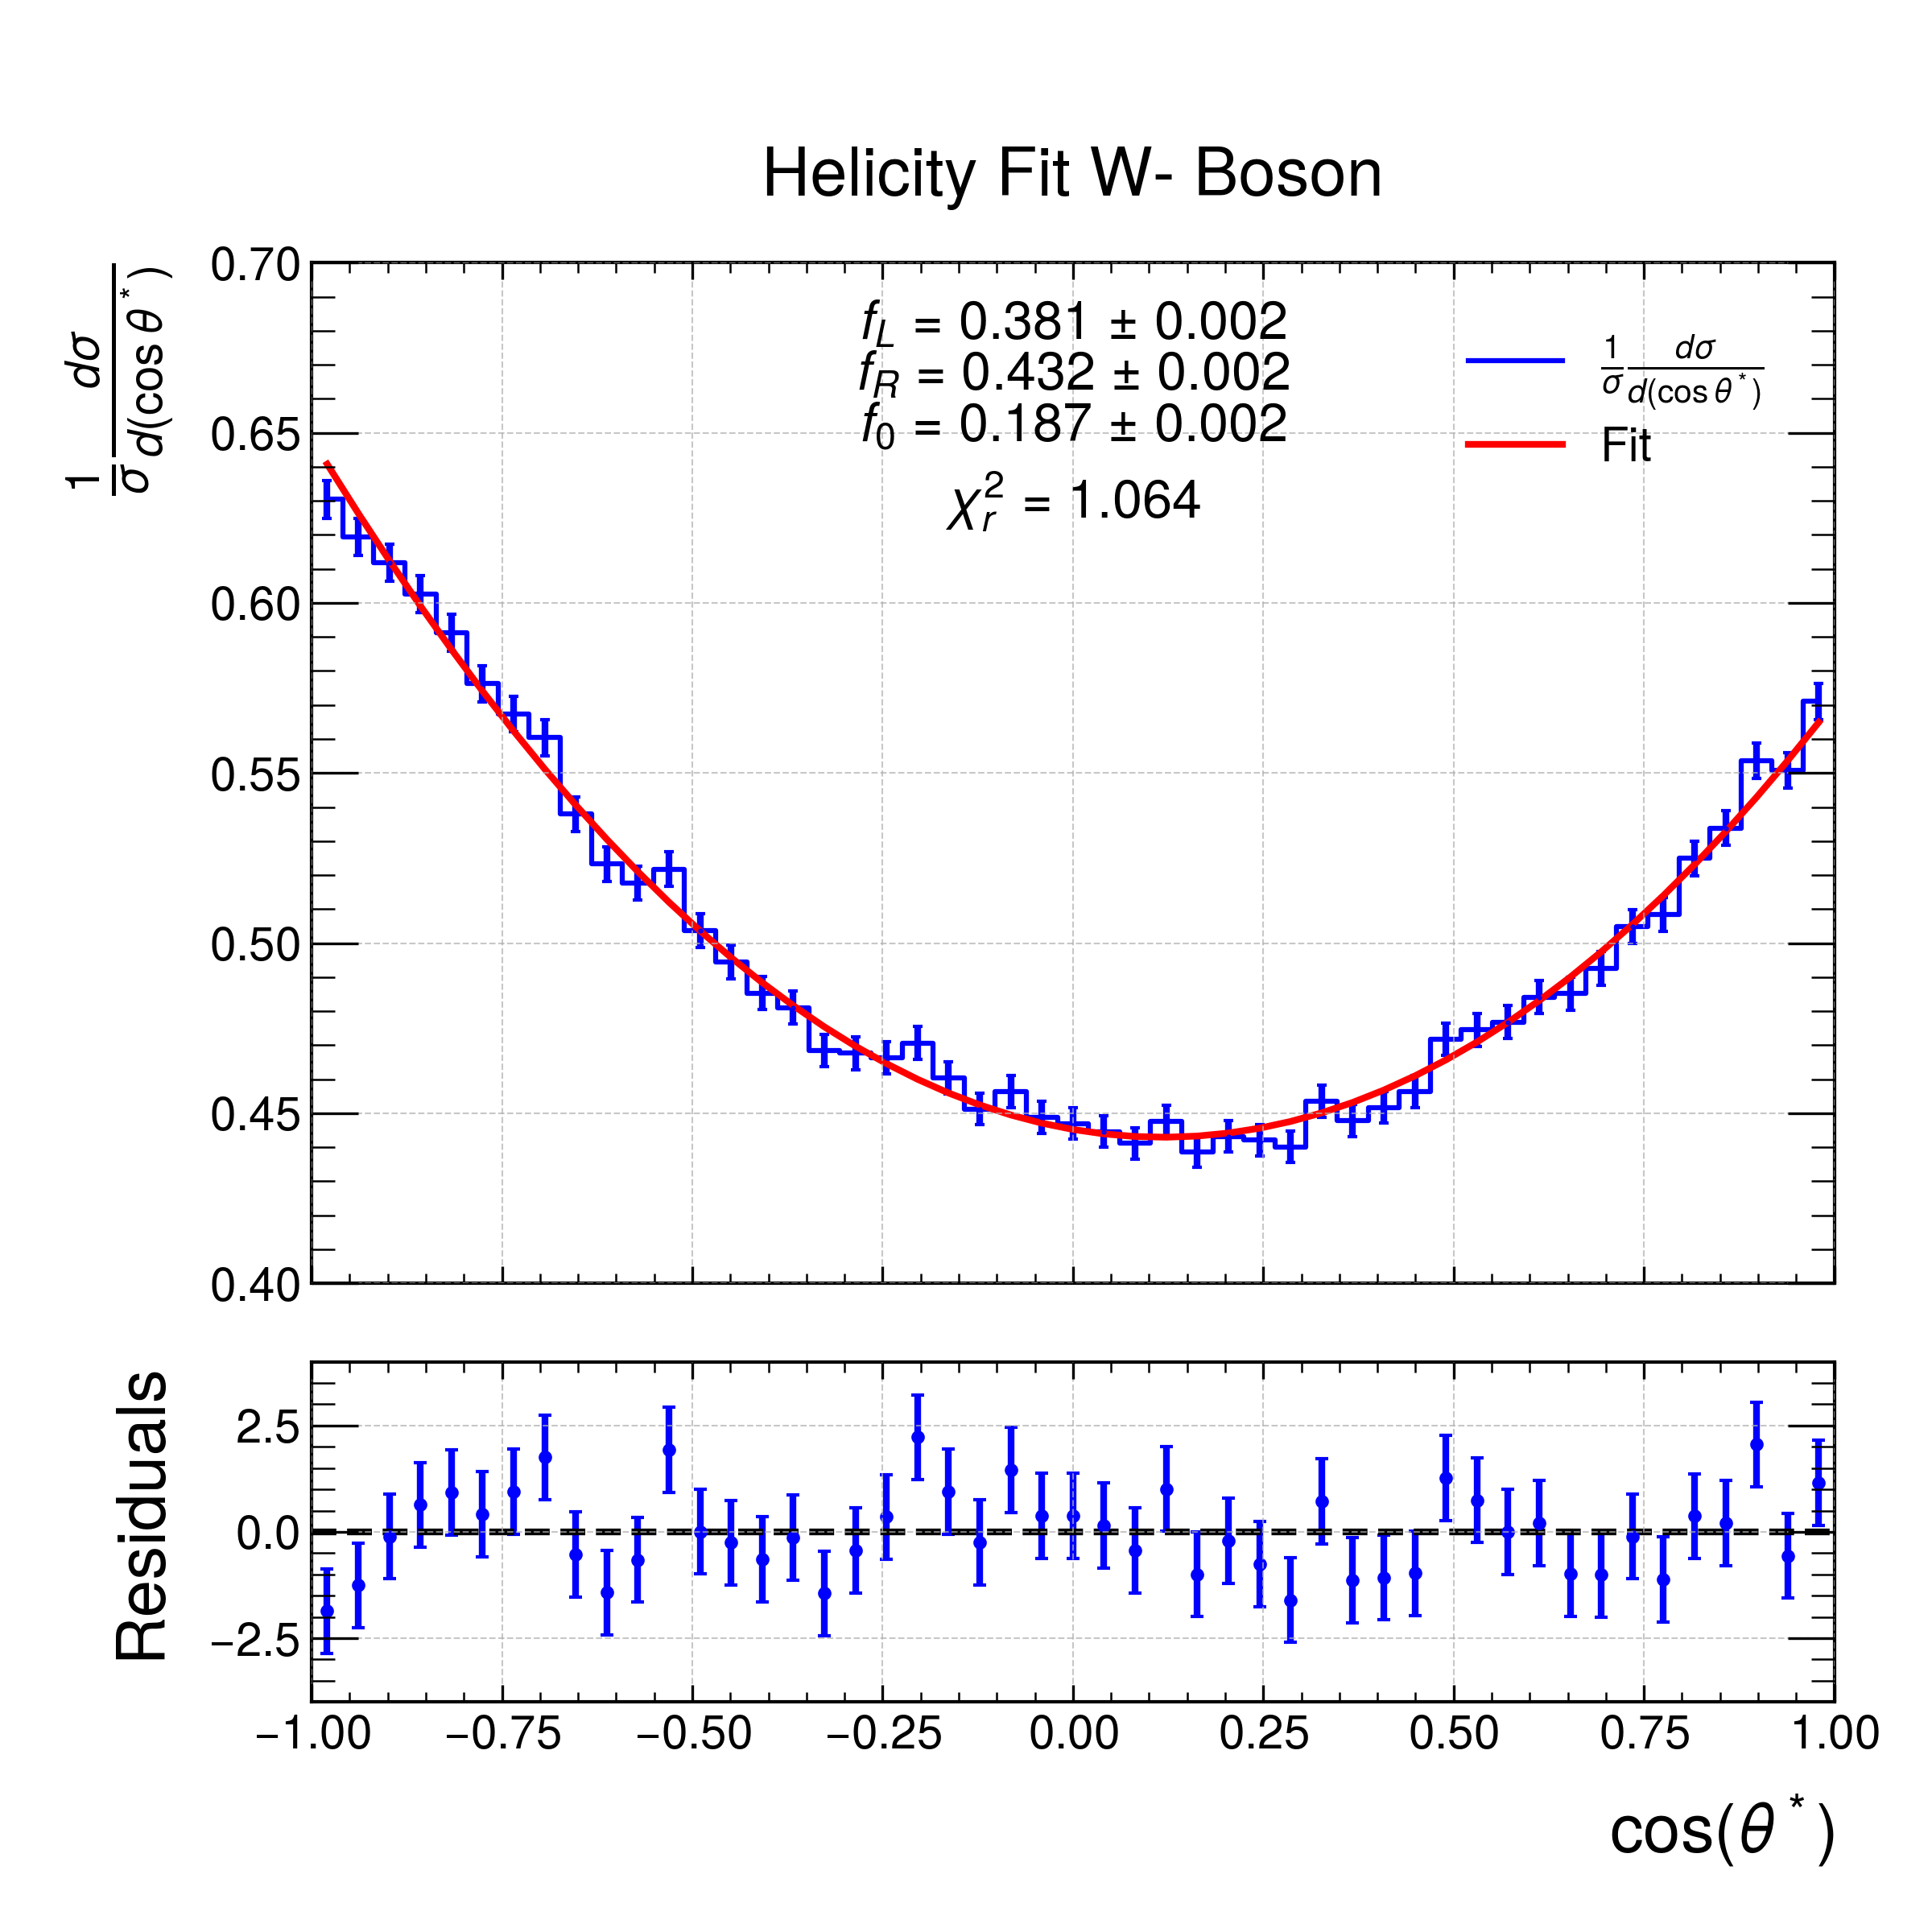 Helicity Fit W- Boson
1/σ dσ/d(cos θ*)
0.70
0.65
0.60
0.55
0.50
0.45
0.40
f_L = 0.381 ± 0.002
f_R = 0.432 ± 0.002
f_0 = 0.187 ± 0.002
χ_r^2 = 1.064
1/σ dσ/d(cos θ*)
Fit
Residuals
2.5
0.0
−2.5
−1.00 −0.75 −0.50 −0.25 0.00 0.25 0.50 0.75 1.00
cos(θ*)